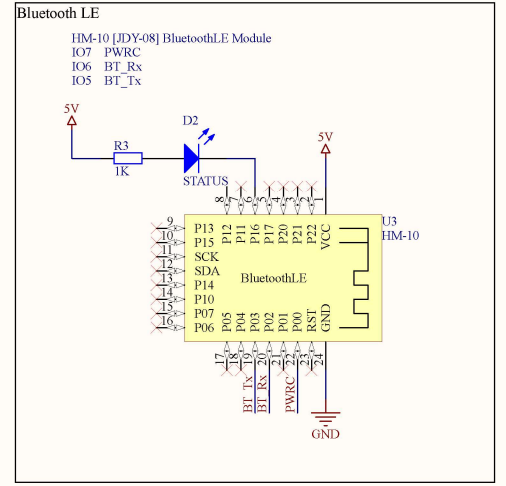 Bluetooth LE
HM-10 [JDY-08] BluetoothLE Module
IO7 PWRC
IO6 BT_Rx
IO5 BT_Tx
5V
D2
R3
1K
STATUS
5V
8 7 6 5 4 3 2 1
U3
HM-10
P12 P11 P16 P17 P20 P21 P22 VCC
9 P13
10 P15
11 SCK
12 SDA
13 P14
14 P10
15 P07
16 P06
BluetoothLE
P05 P04 P03 P02 P01 P00 RST GND
17 18 19 20 21 22 23 24
BT_Tx
BT_Rx
PWRC
GND